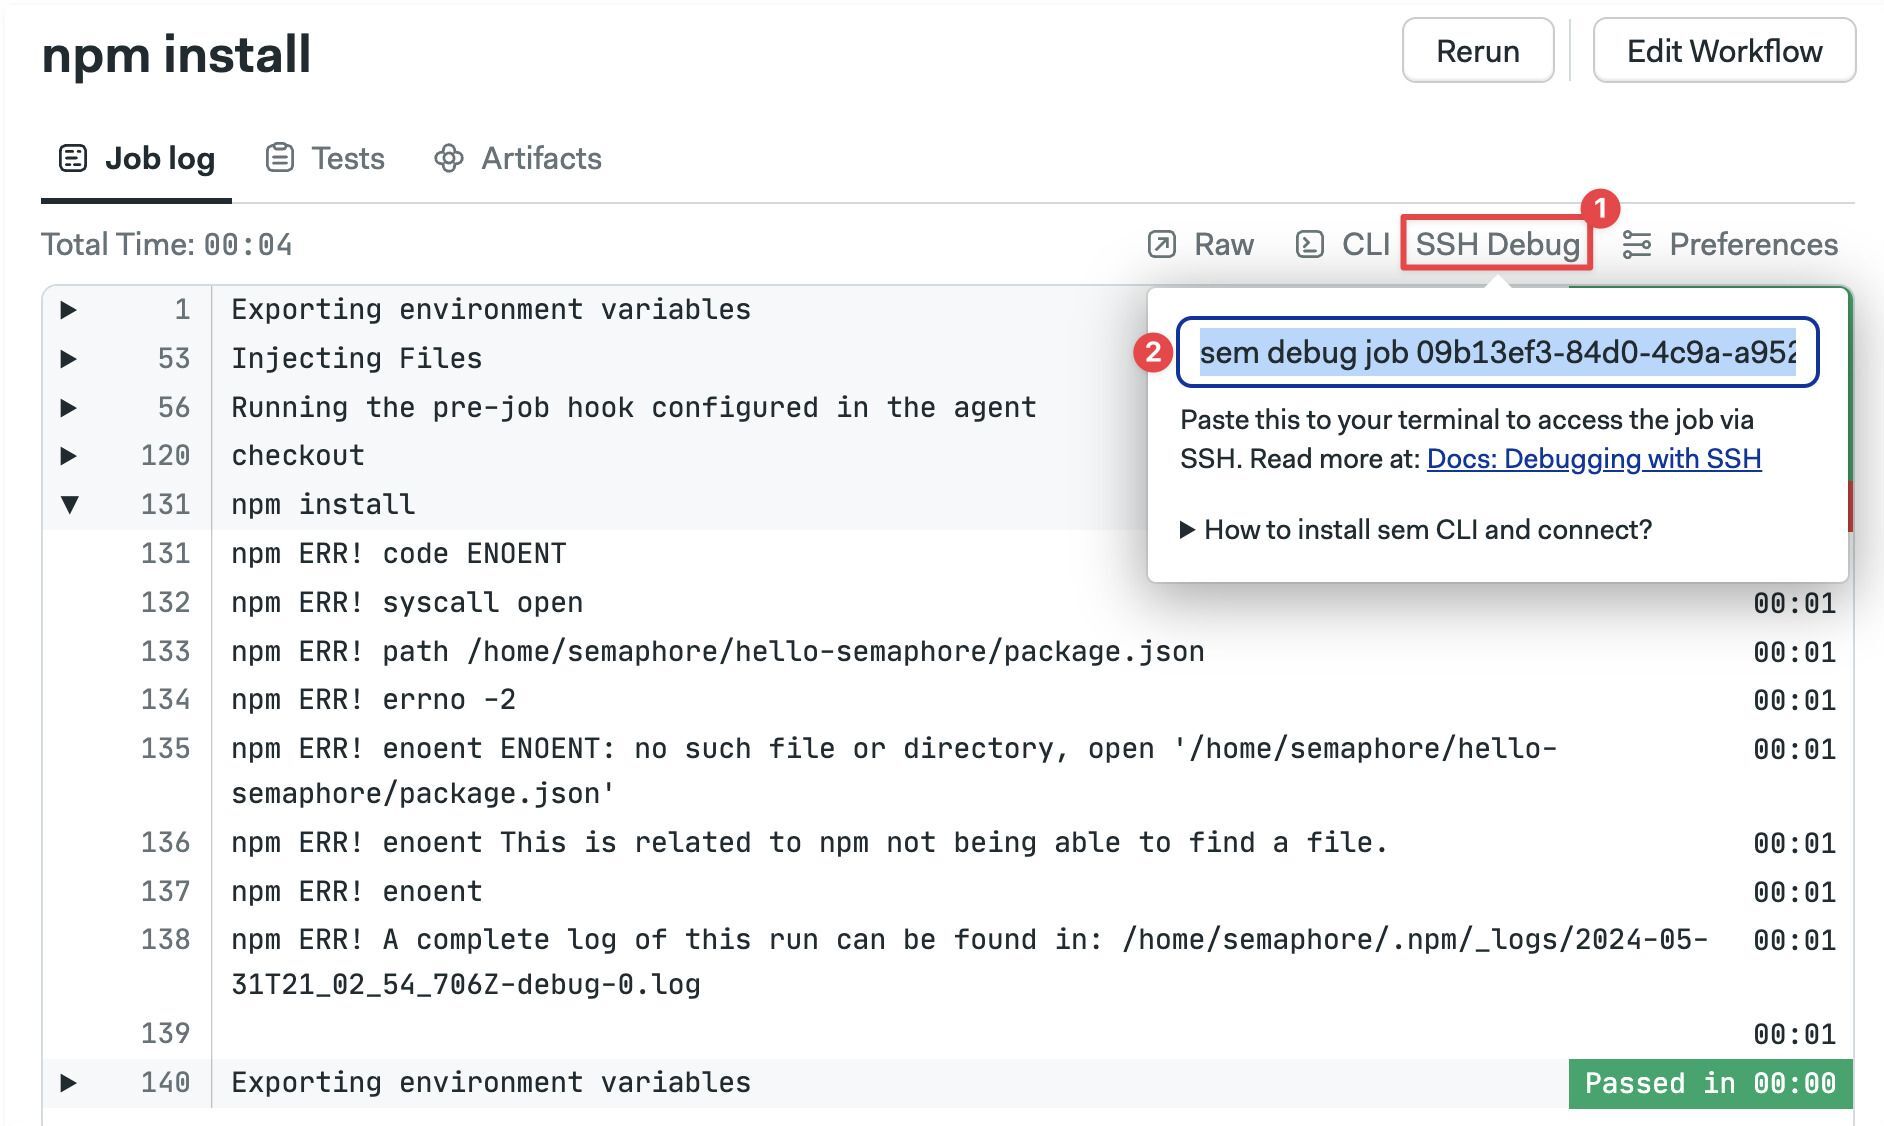 npm install
Rerun
Edit Workflow
Job log
Tests
Artifacts
Total Time: 00:04
Raw
CLI
SSH Debug
1
Preferences
2
sem debug job 09b13ef3-84d0-4c9a-a952
Paste this to your terminal to access the job via
SSH. Read more at: Docs: Debugging with SSH
How to install sem CLI and connect?
1 Exporting environment variables
53 Injecting Files
56 Running the pre-job hook configured in the agent
120 checkout
131 npm install
131 npm ERR! code ENOENT
132 npm ERR! syscall open 00:01
133 npm ERR! path /home/semaphore/hello-semaphore/package.json 00:01
134 npm ERR! errno -2 00:01
135 npm ERR! enoent ENOENT: no such file or directory, open '/home/semaphore/hello- 00:01
semaphore/package.json'
136 npm ERR! enoent This is related to npm not being able to find a file. 00:01
137 npm ERR! enoent 00:01
138 npm ERR! A complete log of this run can be found in: /home/semaphore/.npm/_logs/2024-05- 00:01
31T21_02_54_706Z-debug-0.log
139 00:01
140 Exporting environment variables Passed in 00:00